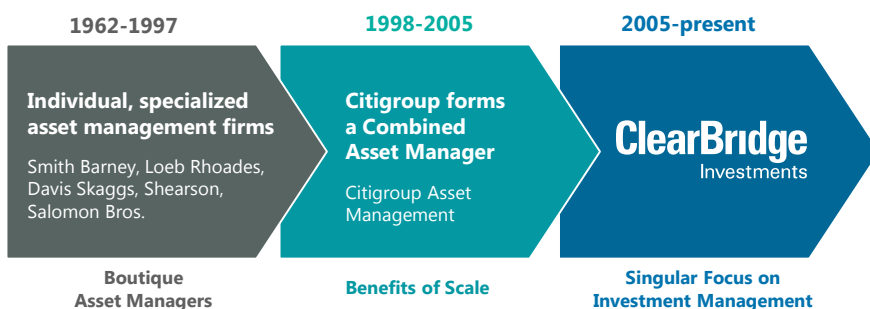 1962-1997
1998-2005
2005-present
Individual, specialized
asset management firms
Smith Barney, Loeb Rhoades,
Davis Skaggs, Shearson,
Salomon Bros.
Citigroup forms
a Combined
Asset Manager
Citigroup Asset
Management
ClearBridge
Investments
Boutique
Asset Managers
Benefits of Scale
Singular Focus on
Investment Management